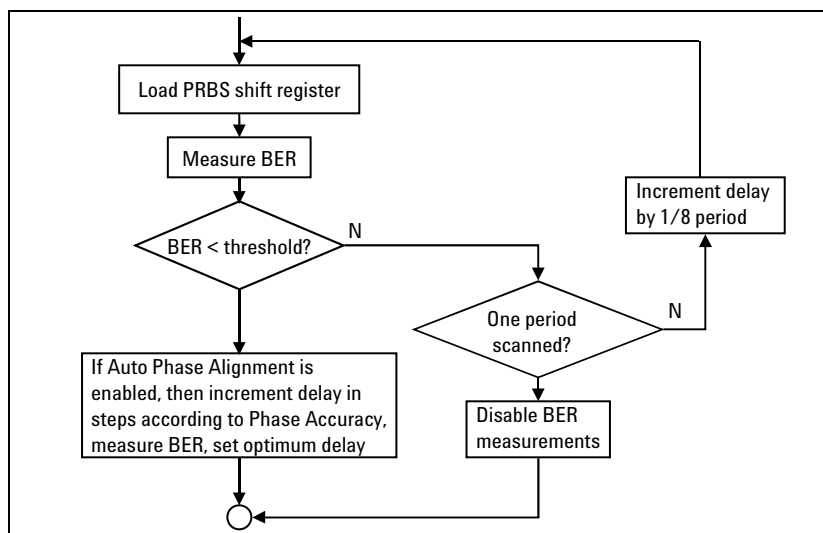 Load PRBS shift register
Measure BER
BER < threshold?
N
Increment delay
by 1/8 period
One period
scanned?
N
If Auto Phase Alignment is
enabled, then increment delay in
steps according to Phase Accuracy,
measure BER, set optimum delay
Disable BER
measurements